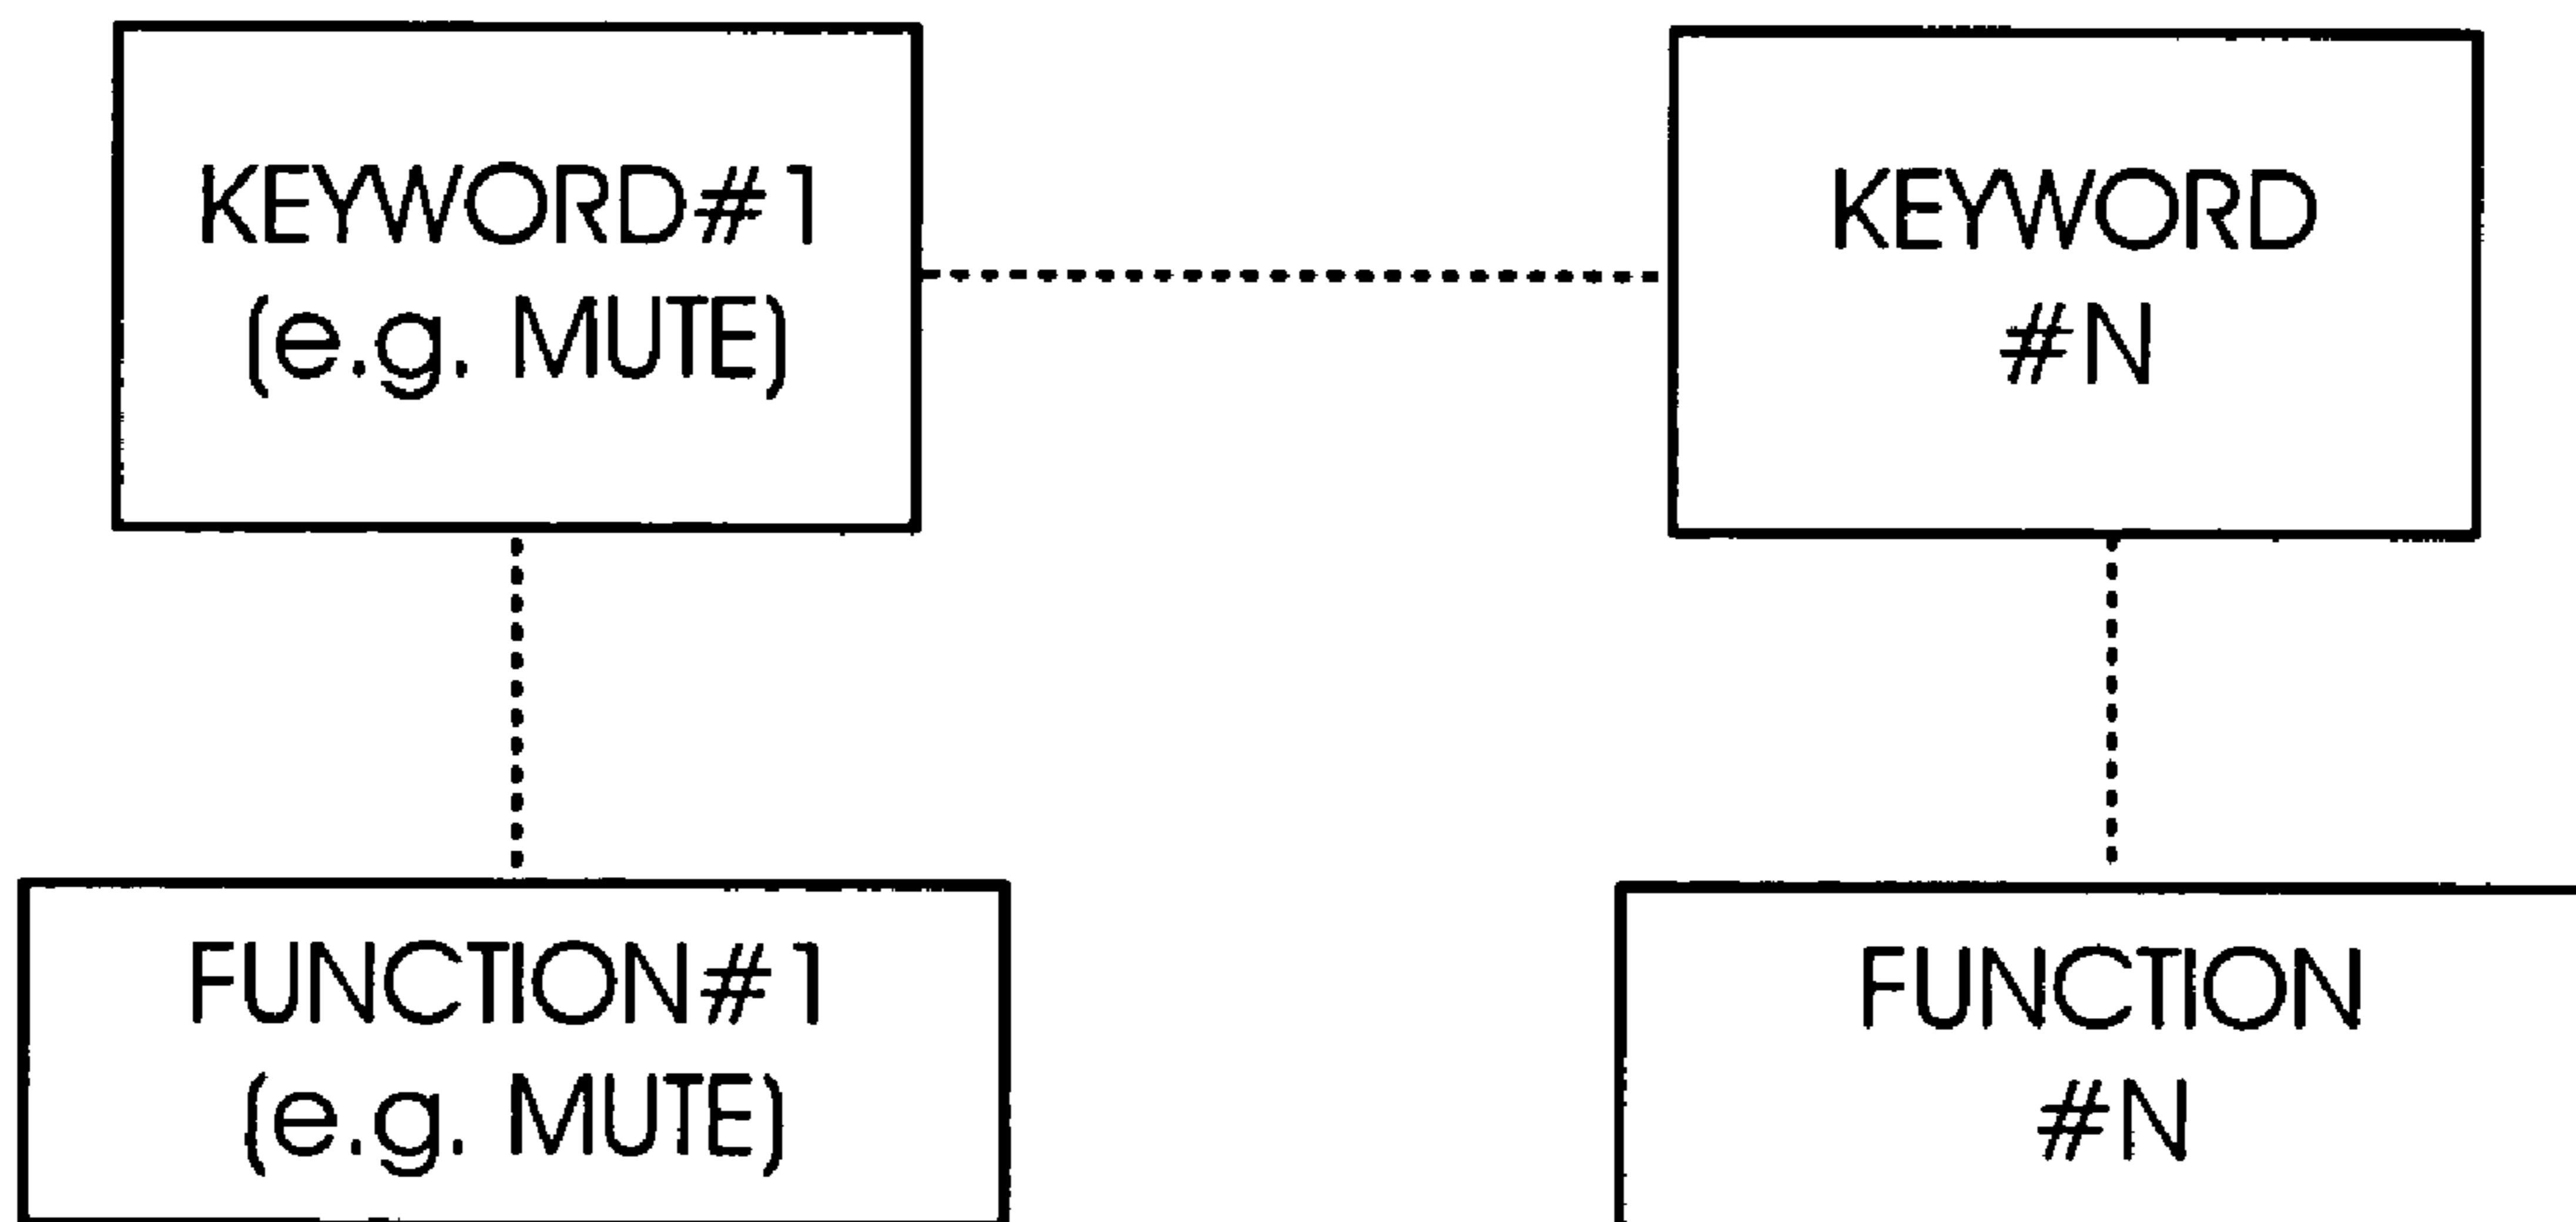 KEYWORD#1
(e.g. MUTE)
KEYWORD
#N
FUNCTION#1
(e.g. MUTE)
FUNCTION
#N